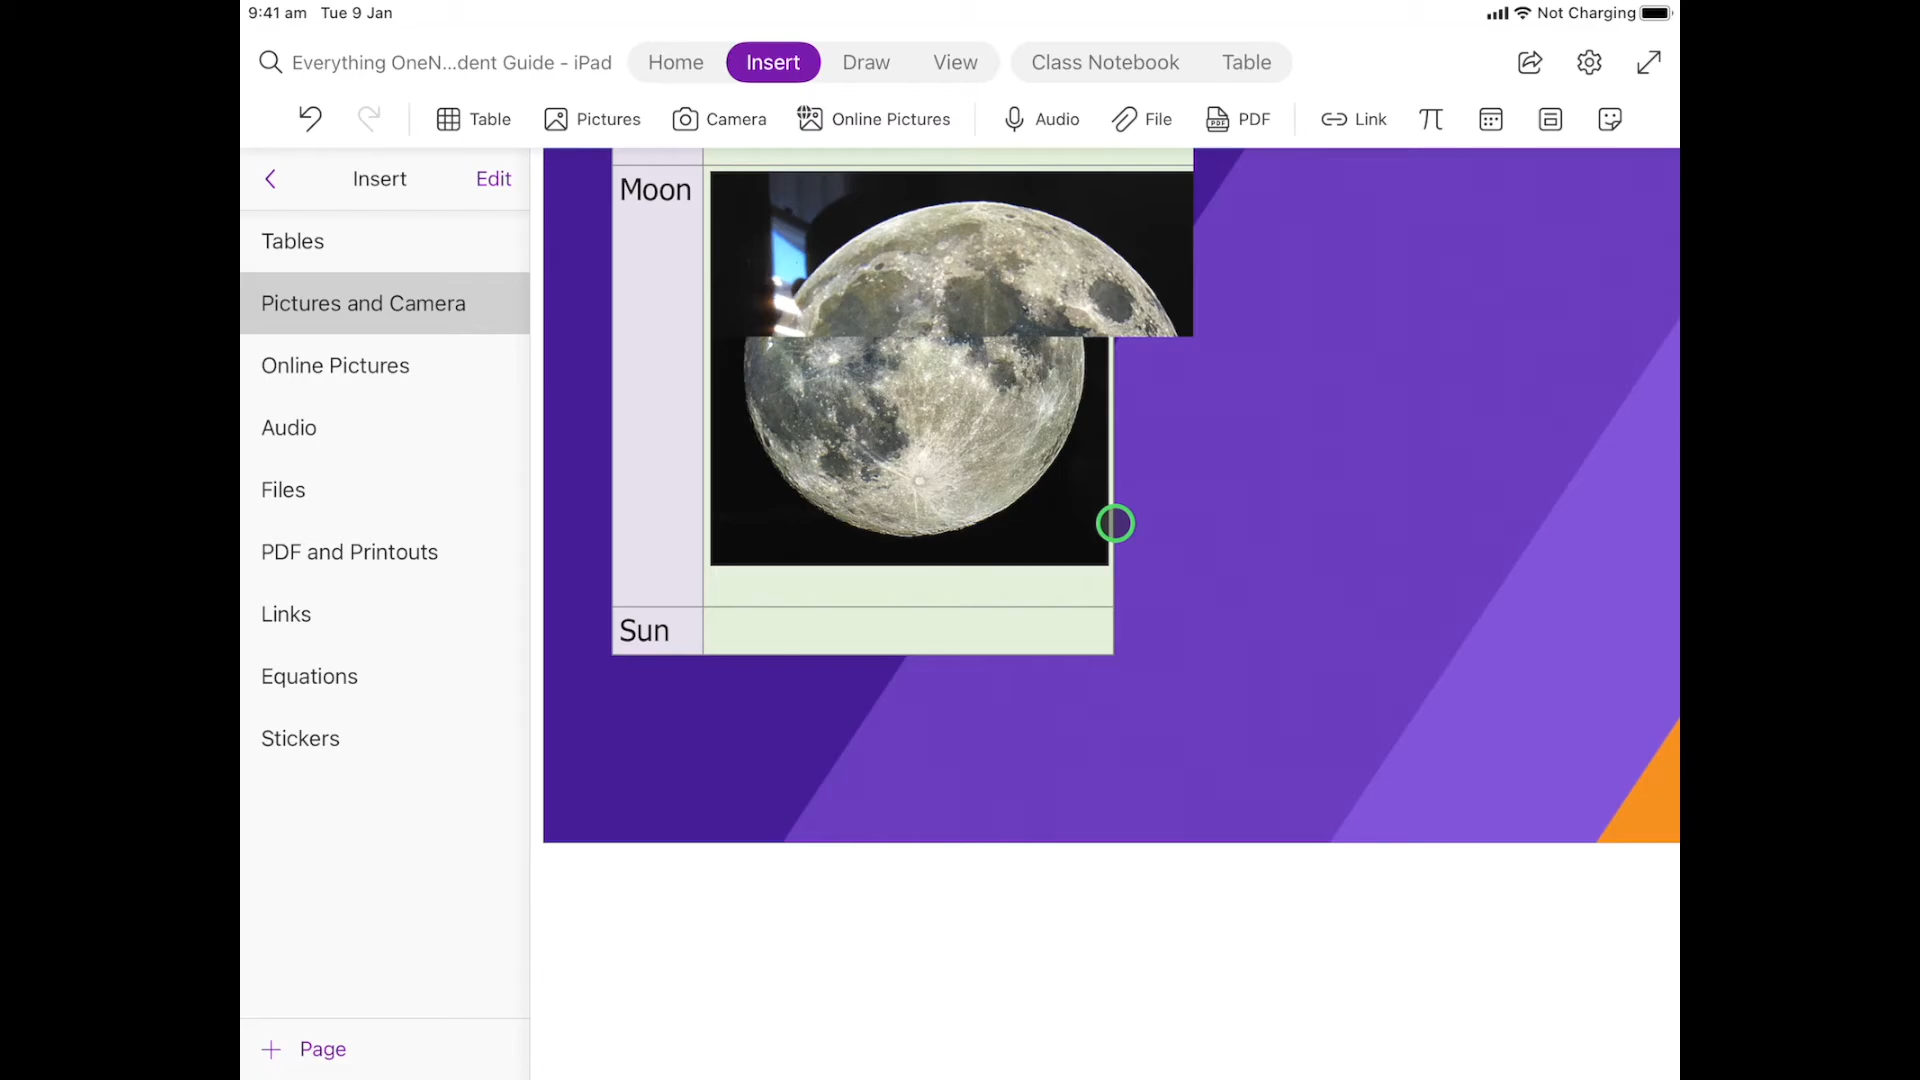 9:41 am Tue 9 Jan Not Charging
Everything OneN...dent Guide - iPad Home Insert Draw View Class Notebook Table
Table Pictures Camera Online Pictures Audio File PDF Link
Insert Edit
Tables
Pictures and Camera
Online Pictures
Audio
Files
PDF and Printouts
Links
Equations
Stickers
Page
Moon
Sun